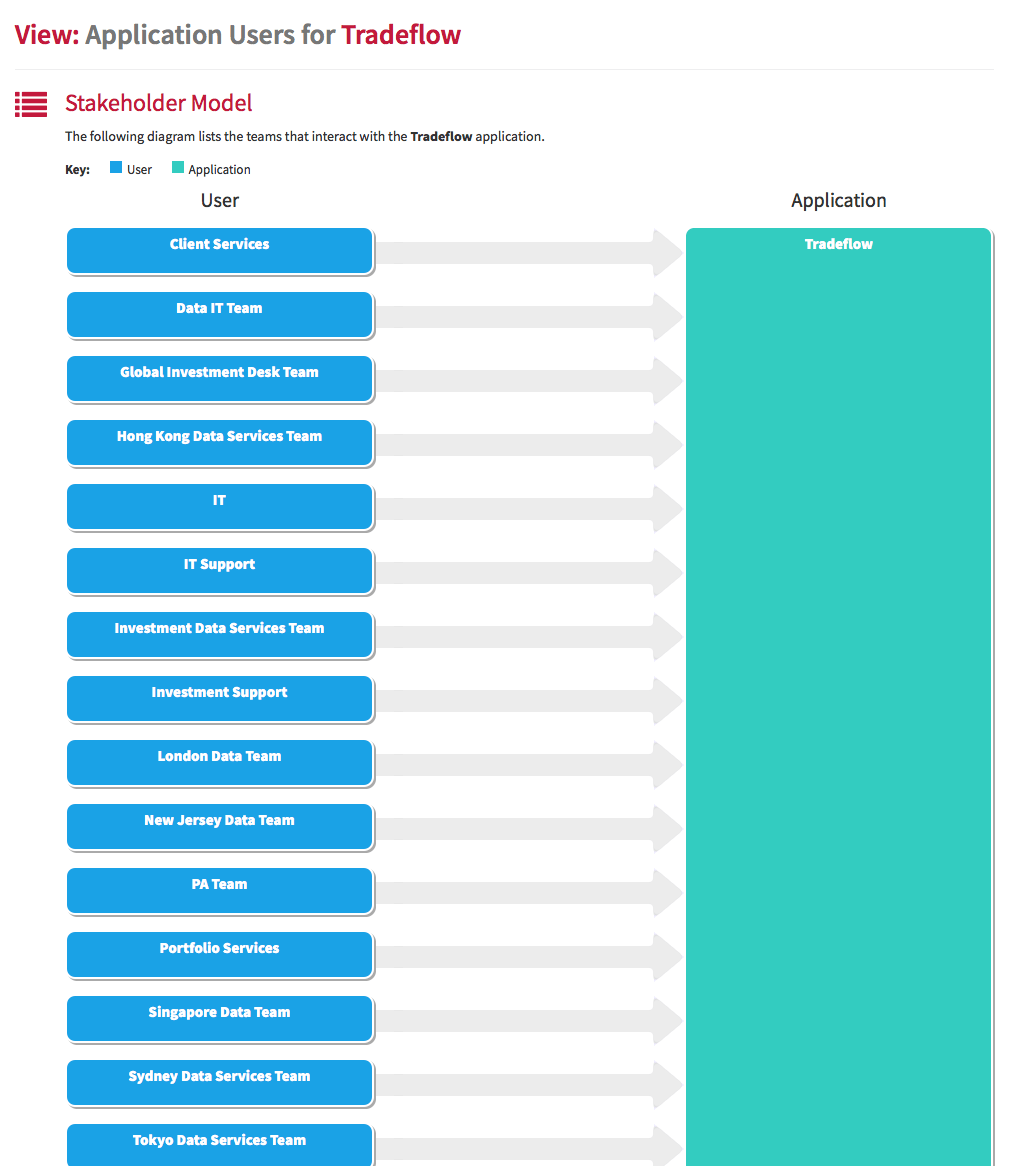 View: Application Users for Tradeflow
Stakeholder Model
The following diagram lists the teams that interact with the Tradeflow application.
Key: User Application
User Application
Client Services Tradeflow
Data IT Team
Global Investment Desk Team
Hong Kong Data Services Team
IT
IT Support
Investment Data Services Team
Investment Support
London Data Team
New Jersey Data Team
PA Team
Portfolio Services
Singapore Data Team
Sydney Data Services Team
Tokyo Data Services Team